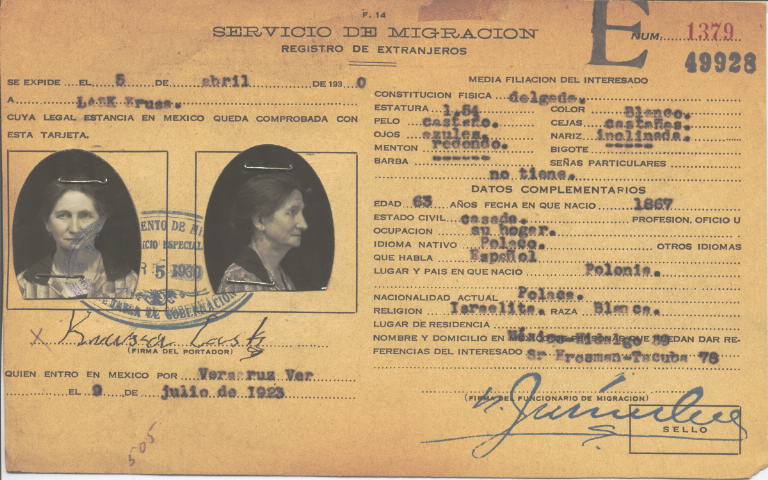 F. 14
SERVICIO DE MIGRACION
REGISTRO DE EXTRANJEROS
E
NUM. 1379
49928
SE EXPIDE EL 5 DE abril DE 1930
A LASK Krusa.
CUYA LEGAL ESTANCIA EN MEXICO QUEDA COMPROBADA CON
ESTA TARJETA.
5 1930
(FIRMA DEL PORTADOR)
QUIEN ENTRO EN MEXICO POR Veracruz Ver
EL 9 DE julio de 1923
505
MEDIA FILIACION DEL INTERESADO
CONSTITUCION FISICA delgada.
ESTATURA 1.54 COLOR Blanco.
PELO castaño. CEJAS castañas.
OJOS azules. NARIZ inclinada.
MENTON redondo. BIGOTE -----
BARBA ------ SEÑAS PARTICULARES
no tiene.
DATOS COMPLEMENTARIOS
EDAD 63 AÑOS FECHA EN QUE NACIO 1867
ESTADO CIVIL casada. PROFESION, OFICIO U
OCUPACION su hogar.
IDIOMA NATIVO Polaco. OTROS IDIOMAS
QUE HABLA Español
LUGAR Y PAIS EN QUE NACIO Polonia.
NACIONALIDAD ACTUAL Polaca.
RELIGION Israelita. RAZA Blanca.
LUGAR DE RESIDENCIA
NOMBRE Y DOMICILIO EN México-Hidalgo QUE PUEDAN DAR RE-
FERENCIAS DEL INTERESADO Sr Krosman-Tacuba 78
(FIRMA DEL FUNCIONARIO DE MIGRACION)
SELLO